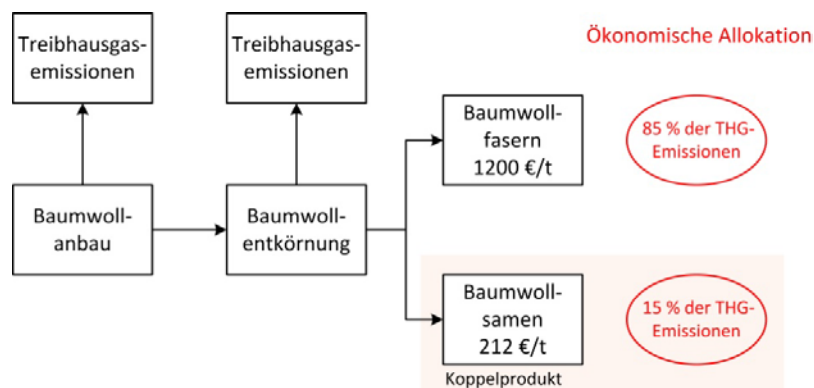 Treibhausgas-
emissionen
Treibhausgas-
emissionen
Ökonomische Allokation
Baumwoll-
fasern
1200 €/t
85 % der THG-
Emissionen
Baumwoll-
anbau
Baumwoll-
entkörnung
Baumwoll-
samen
212 €/t
15 % der THG-
Emissionen
Koppelprodukt